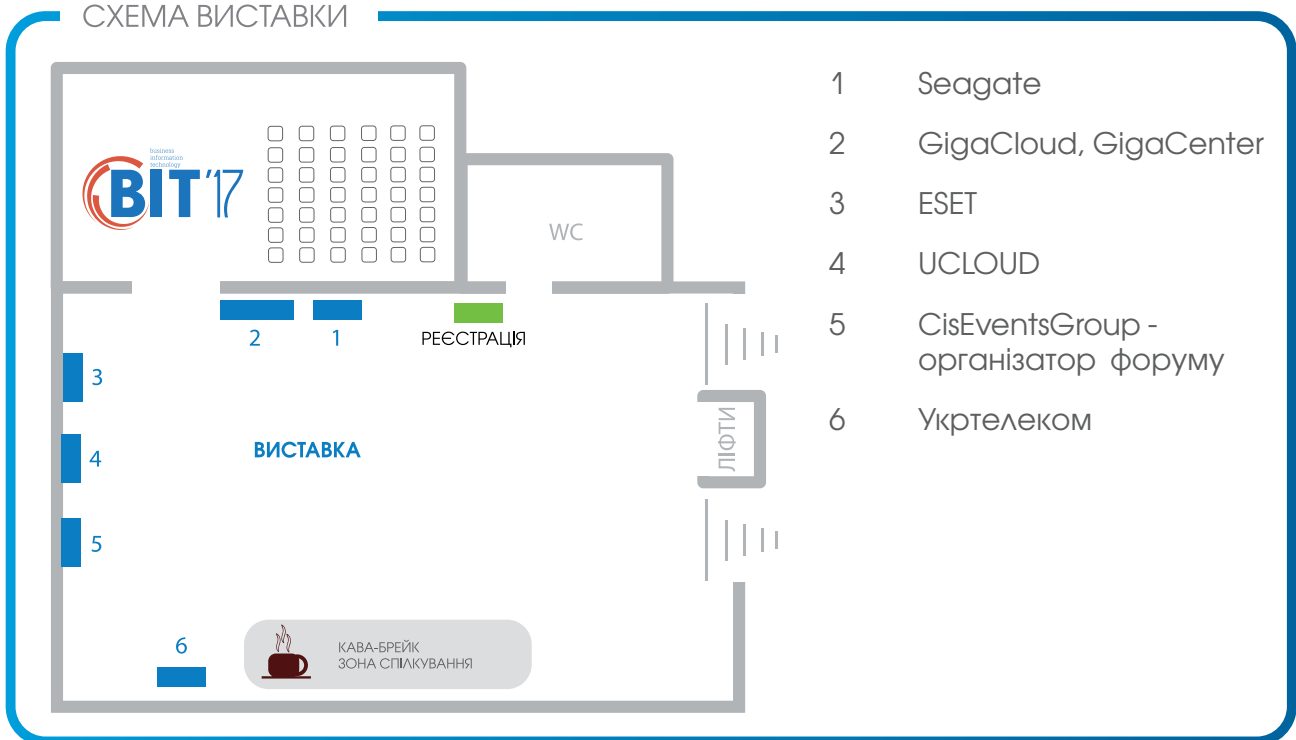 СХЕМА ВИСТАВКИ
business
information
technology
BIT'17
WC
2
1
РЕЄСТРАЦІЯ
3
4
5
6
ВИСТАВКА
ЛІФТИ
КАВА-БРЕЙК
ЗОНА СПІЛКУВАННЯ
1 Seagate
2 GigaCloud, GigaCenter
3 ESET
4 UCLOUD
5 CisEventsGroup -
організатор форуму
6 Укртелеком